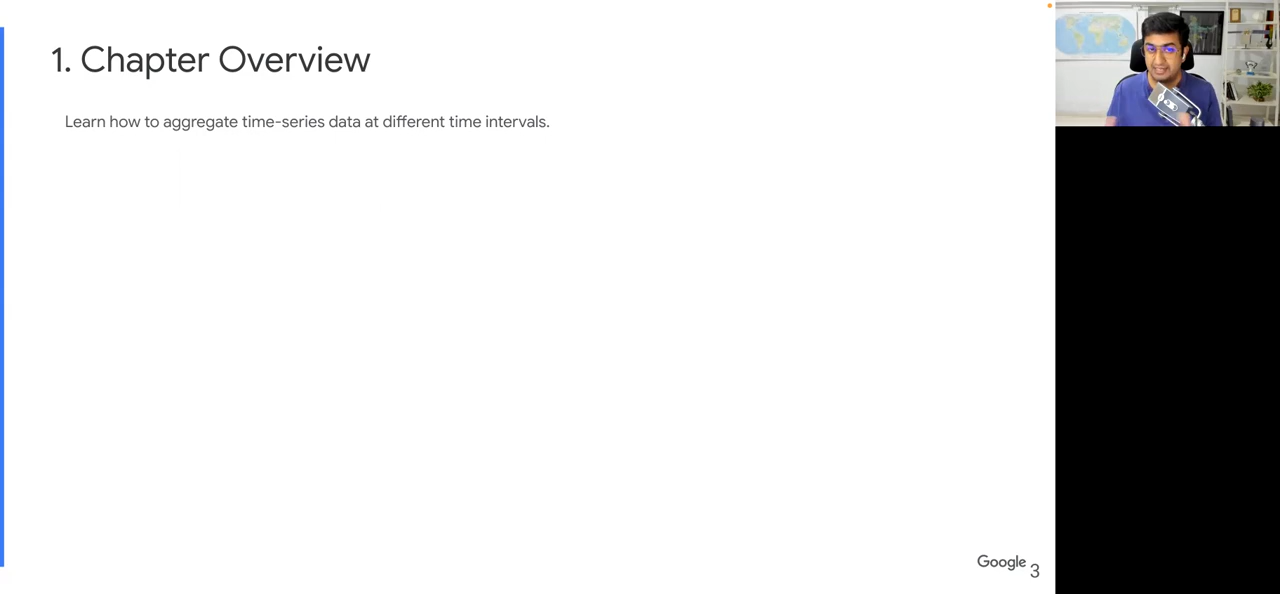 1. Chapter Overview
Learn how to aggregate time-series data at different time intervals.
Google 3